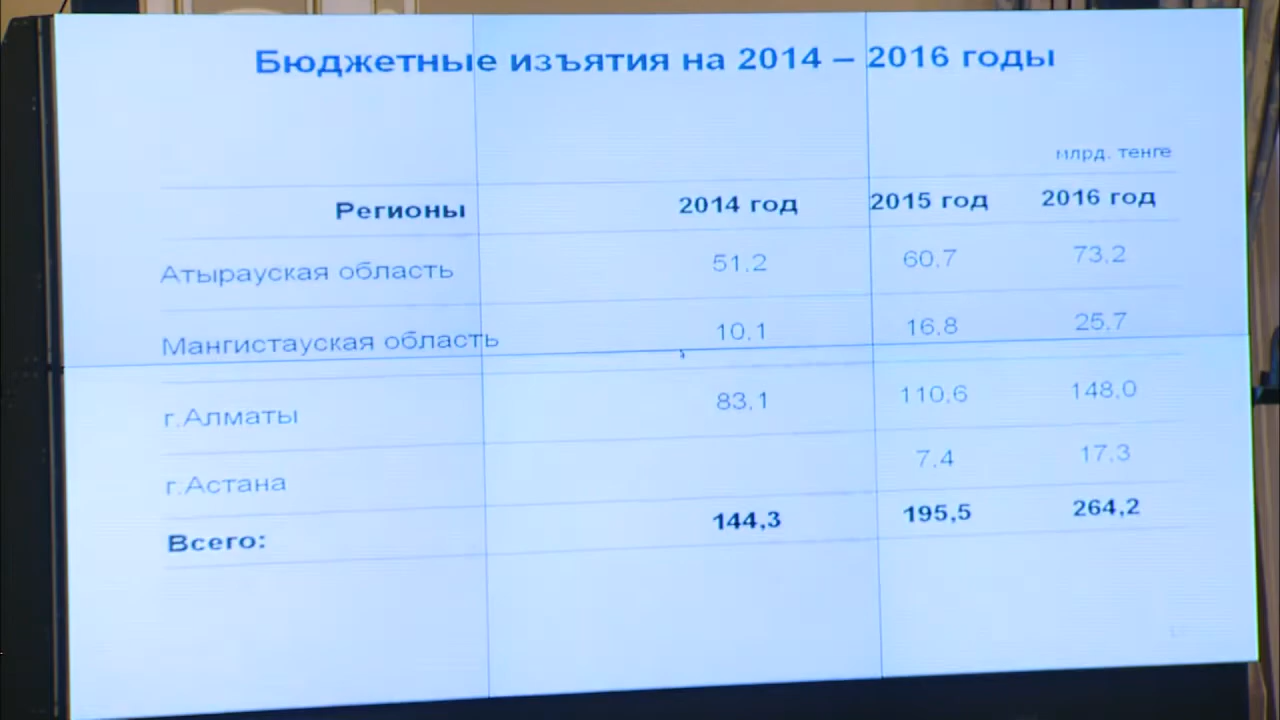 Бюджетные изъятия на 2014 – 2016 годы
млрд. тенге
Регионы 2014 год 2015 год 2016 год
Атырауская область 51,2 60,7 73,2
Мангистауская область 10,1 16,8 25,7
г.Алматы 83,1 110,6 148,0
г.Астана 7,4 17,3
Всего: 144,3 195,5 264,2